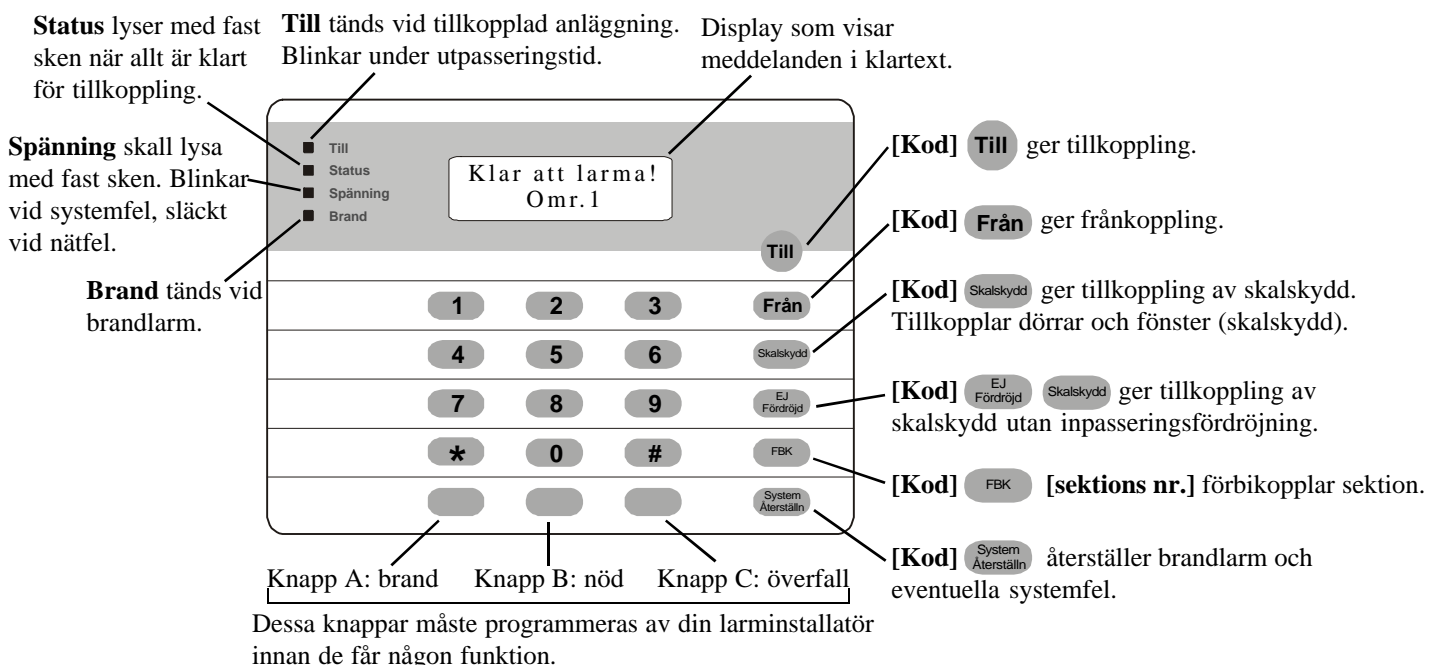 Status lyser med fast
sken när allt är klart
för tillkoppling.
Till tänds vid tillkopplad anläggning.
Blinkar under utpasseringstid.
Display som visar
meddelanden i klartext.
Spänning skall lysa
med fast sken. Blinkar
vid systemfel, släckt
vid nätfel.
Brand tänds vid
brandlarm.
Till
Status
Spänning
Brand
Klar att larma!
Omr.1
Till
1 2 3 Från
4 5 6 Skalskydd
7 8 9 EJ
Fördröjd
* 0 # FBK
System
Återställn
[Kod] Till ger tillkoppling.
[Kod] Från ger frånkoppling.
[Kod] Skalskydd ger tillkoppling av skalskydd.
Tillkopplar dörrar och fönster (skalskydd).
[Kod] EJ Fördröjd Skalskydd ger tillkoppling av
skalskydd utan inpasseringsfördröjning.
[Kod] FBK [sektions nr.] förbikopplar sektion.
[Kod] System Återställn återställer brandlarm och
eventuella systemfel.
Knapp A: brand Knapp B: nöd Knapp C: överfall
Dessa knappar måste programmeras av din larminstallatör
innan de får någon funktion.